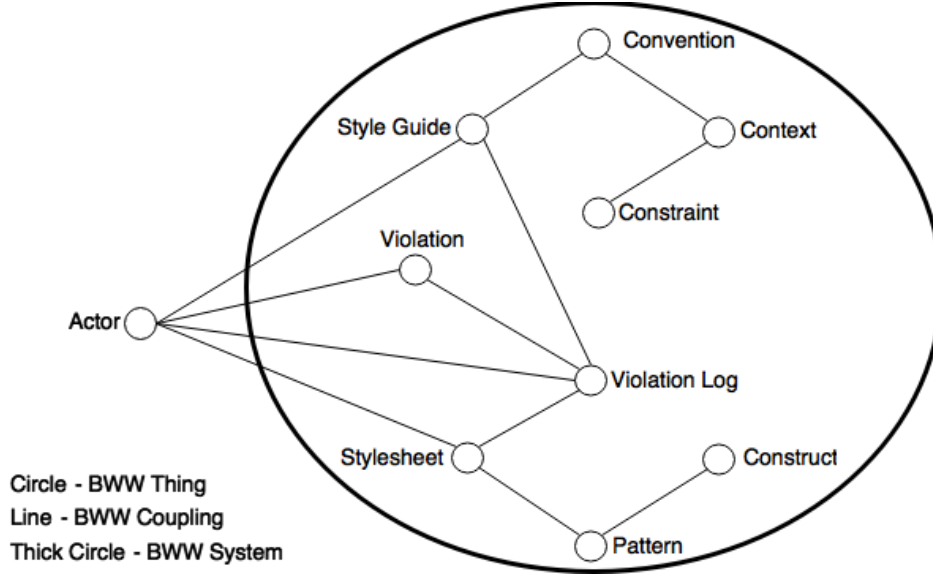 Convention
Style Guide
Context
Constraint
Violation
Actor
Violation Log
Stylesheet
Construct
Circle - BWW Thing
Line - BWW Coupling
Thick Circle - BWW System
Pattern